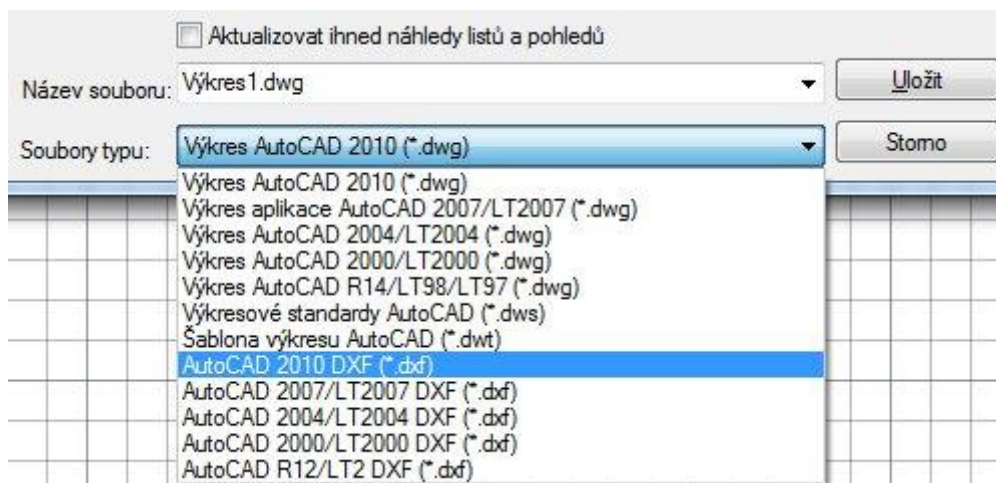 Aktualizovat ihned náhledy listů a pohledů
Název souboru: Výkres1.dwg Uložit
Soubory typu: Výkres AutoCAD 2010 (*.dwg) Storno
Výkres AutoCAD 2010 (*.dwg)
Výkres aplikace AutoCAD 2007/LT2007 (*.dwg)
Výkres AutoCAD 2004/LT2004 (*.dwg)
Výkres AutoCAD 2000/LT2000 (*.dwg)
Výkres AutoCAD R14/LT98/LT97 (*.dwg)
Výkresové standardy AutoCAD (*.dws)
Šablona výkresu AutoCAD (*.dwt)
AutoCAD 2010 DXF (*.dxf)
AutoCAD 2007/LT2007 DXF (*.dxf)
AutoCAD 2004/LT2004 DXF (*.dxf)
AutoCAD 2000/LT2000 DXF (*.dxf)
AutoCAD R12/LT2 DXF (*.dxf)